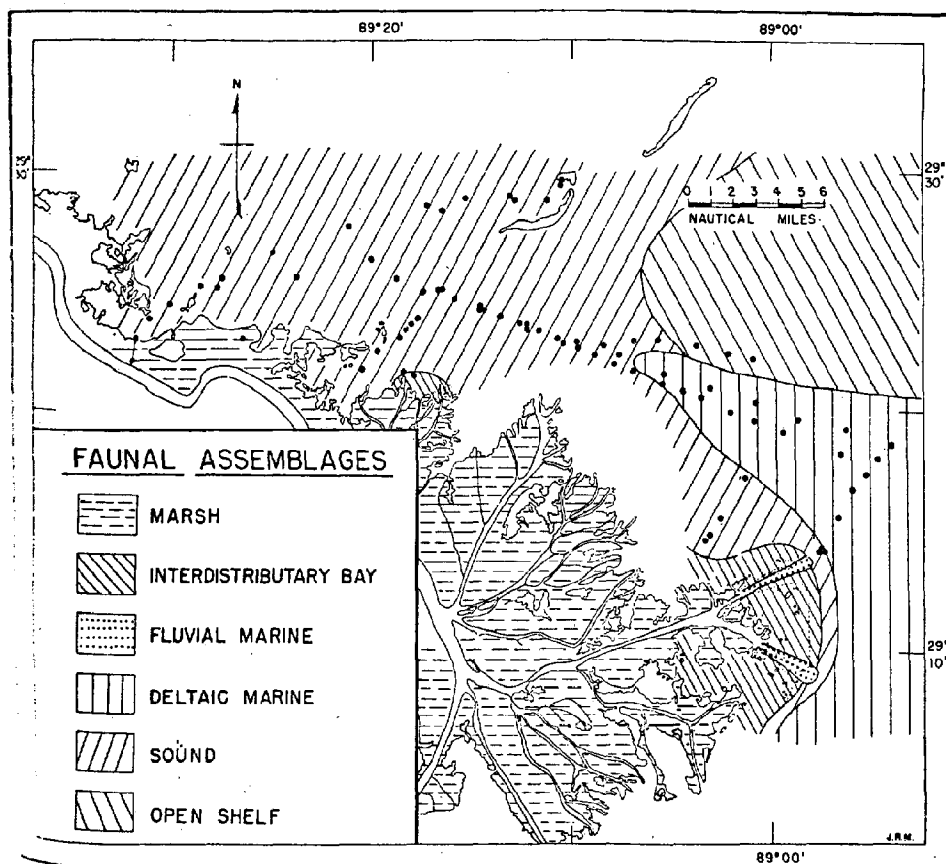 89°20' 89°00'
N
29°
30'
0 1 2 3 4 5 6
NAUTICAL MILES
FAUNAL ASSEMBLAGES
MARSH
INTERDISTRIBUTARY BAY
FLUVIAL MARINE
DELTAIC MARINE
SOUND
OPEN SHELF
29°
10'
J.R.M.
89°00'